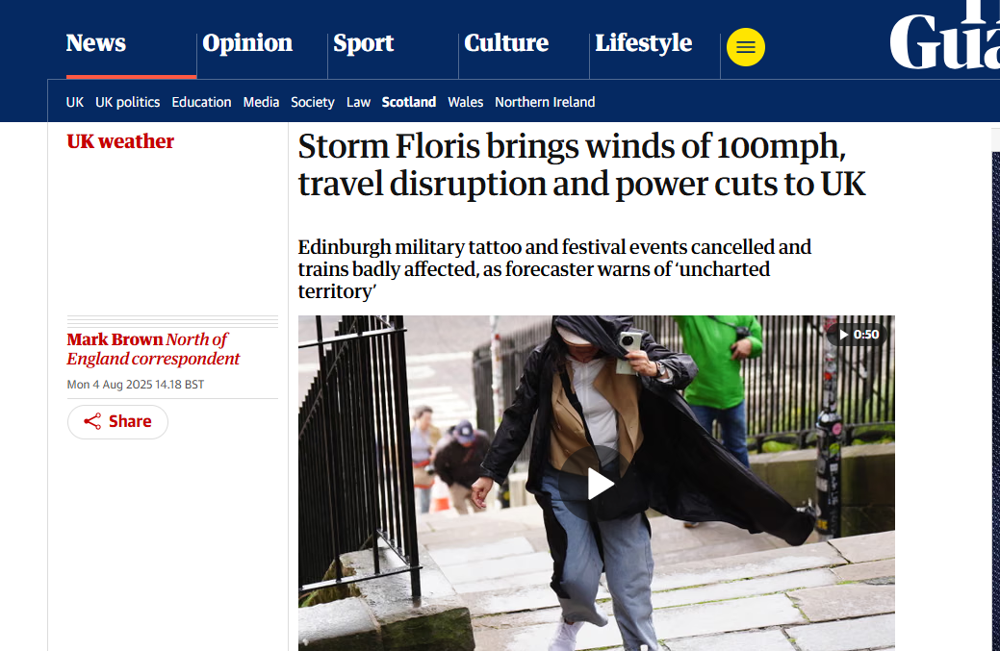 News
Opinion
Sport
Culture
Lifestyle
UK
UK politics
Education
Media
Society
Law
Scotland
Wales
Northern Ireland
UK weather
Storm Floris brings winds of 100mph,
travel disruption and power cuts to UK
Edinburgh military tattoo and festival events cancelled and
trains badly affected, as forecaster warns of ‘uncharted
territory’
Mark Brown North of
England correspondent
Mon 4 Aug 2025 14.18 BST
Share
0:50